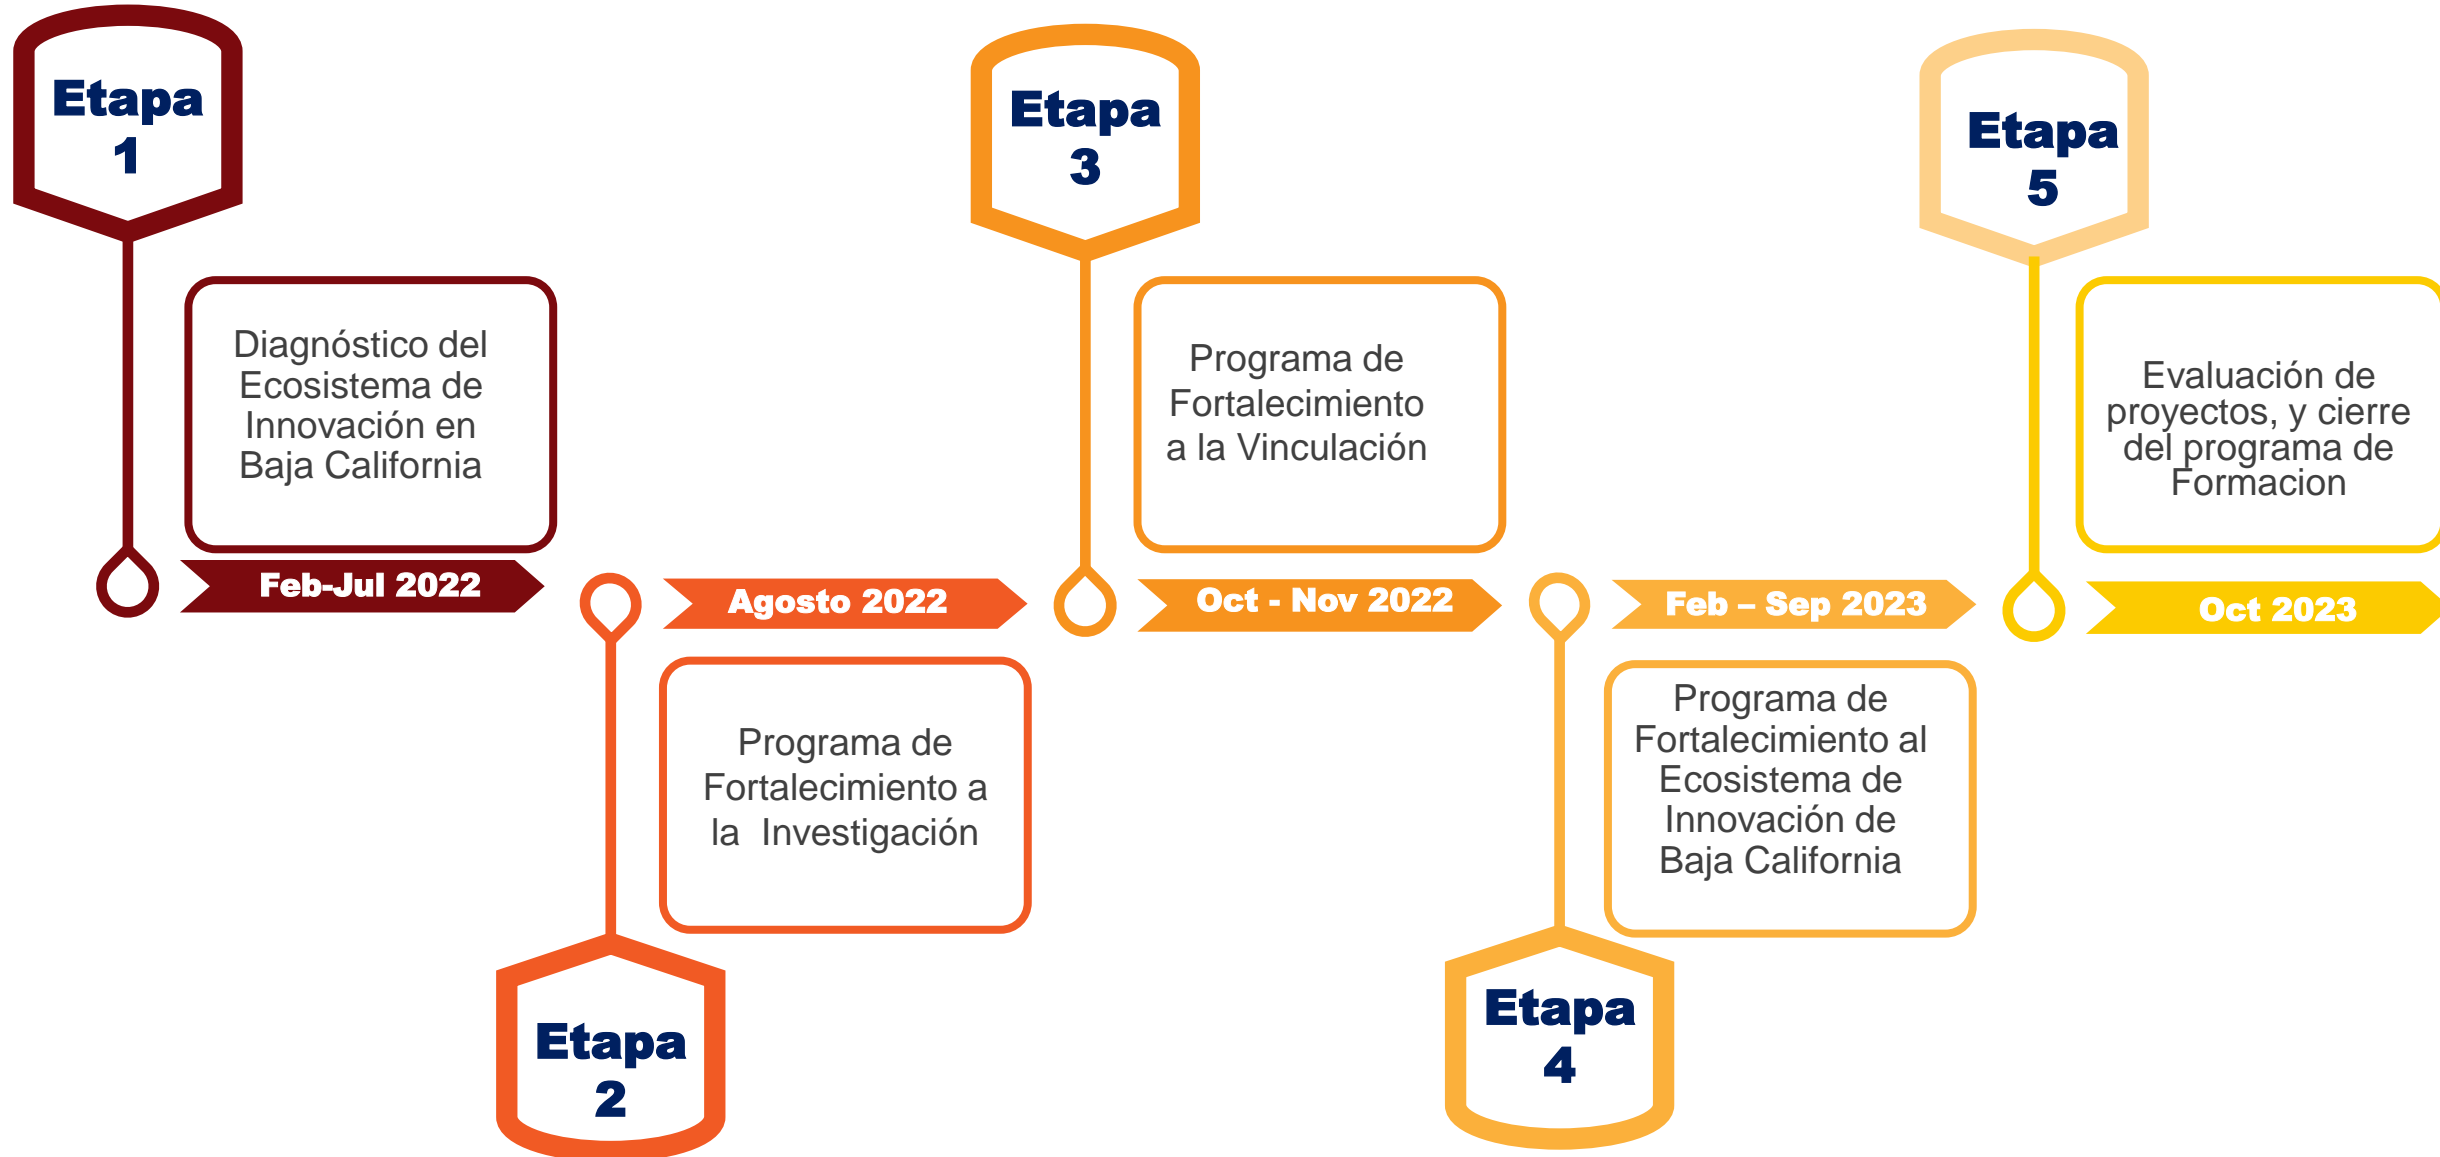 Etapa
1
Diagnóstico del
Ecosistema de
Innovación en
Baja California
Feb-Jul 2022
Etapa
2
Agosto 2022
Programa de
Fortalecimiento a
la  Investigación
Etapa
3
Programa de
Fortalecimiento
a la Vinculación
Oct - Nov 2022
Etapa
4
Feb – Sep 2023
Programa de
Fortalecimiento al
Ecosistema de
Innovación de
Baja California
Etapa
5
Evaluación de
proyectos, y cierre
del programa de
Formacion
Oct 2023